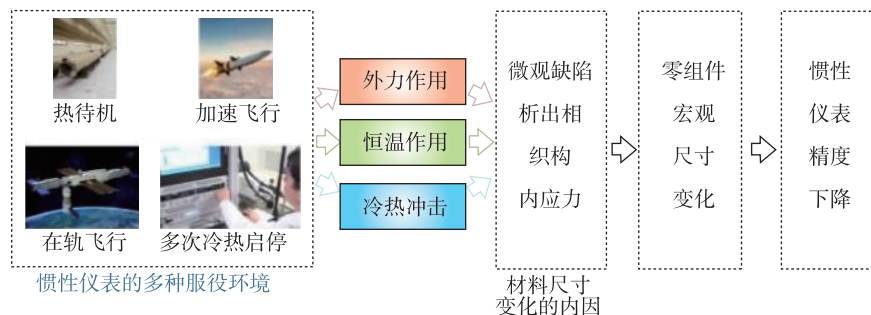 热待机
加速飞行
在轨飞行
多次冷热启停
惯性仪表的多种服役环境
外力作用
恒温作用
冷热冲击
微观缺陷
析出相
织构
内应力
材料尺寸
变化的内因
零组件
宏观
尺寸
变化
惯性
仪表
精度
下降